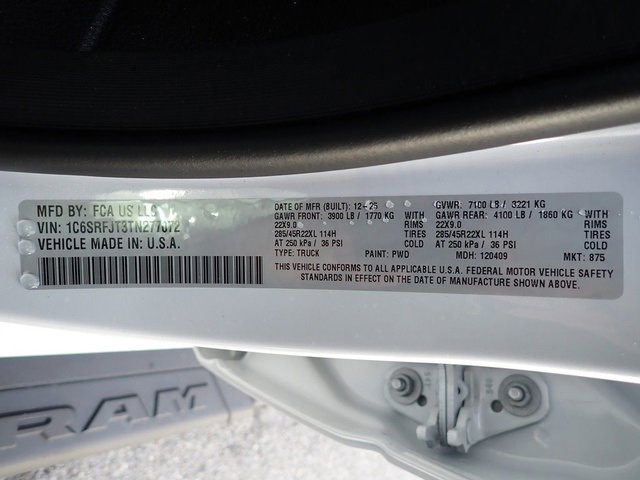 MFD BY: FCA US LLC
VIN: 1C6SRFJT3TN277072
VEHICLE MADE IN U.S.A.
DATE OF MFR (BUILT): 12-25 GVWR: 7100 LB / 3221 KG
GAWR FRONT: 3900 LB / 1770 KG WITH GAWR REAR: 4100 LB / 1860 KG WITH
22X9.0 TIRES 22X9.0 TIRES
285/45R22XL 114H RIMS 285/45R22XL 114H RIMS
AT 250 kPa / 36 PSI AT 250 kPa / 36 PSI
TYPE: TRUCK PAINT: PWD MDH: 120409 MKT: 875
THIS VEHICLE CONFORMS TO ALL APPLICABLE U.S.A. FEDERAL MOTOR VEHICLE SAFETY
STANDARDS IN EFFECT ON THE DATE OF MANUFACTURE SHOWN ABOVE.
RAM